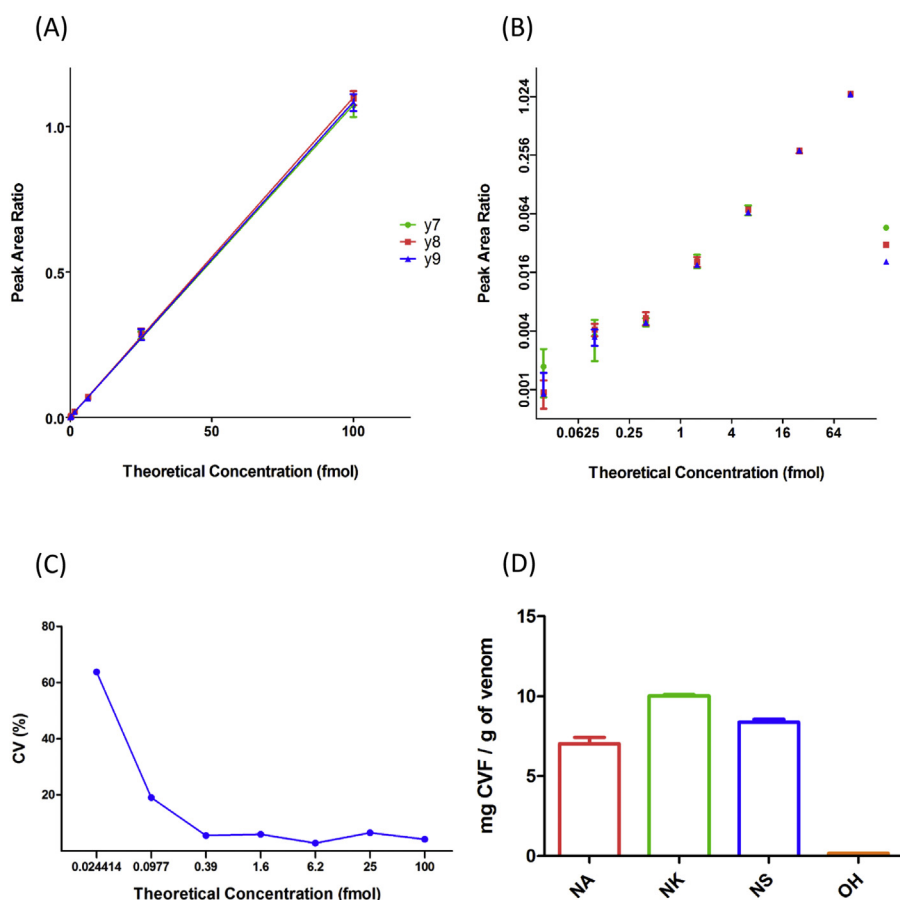 (A)
1.0
0.5
0.0
0
50
100
Peak Area Ratio
Theoretical Concentration (fmol)
y7
y8
y9
(B)
1.024
0.256
0.064
0.016
0.004
0.001
0.0625
0.25
1
4
16
64
Peak Area Ratio
Theoretical Concentration (fmol)
(C)
80
60
40
20
0.024414
0.0977
0.39
1.6
6.2
25
100
CV (%)
Theoretical Concentration (fmol)
(D)
15
10
5
0
mg CVF / g of venom
NA
NK
NS
OH